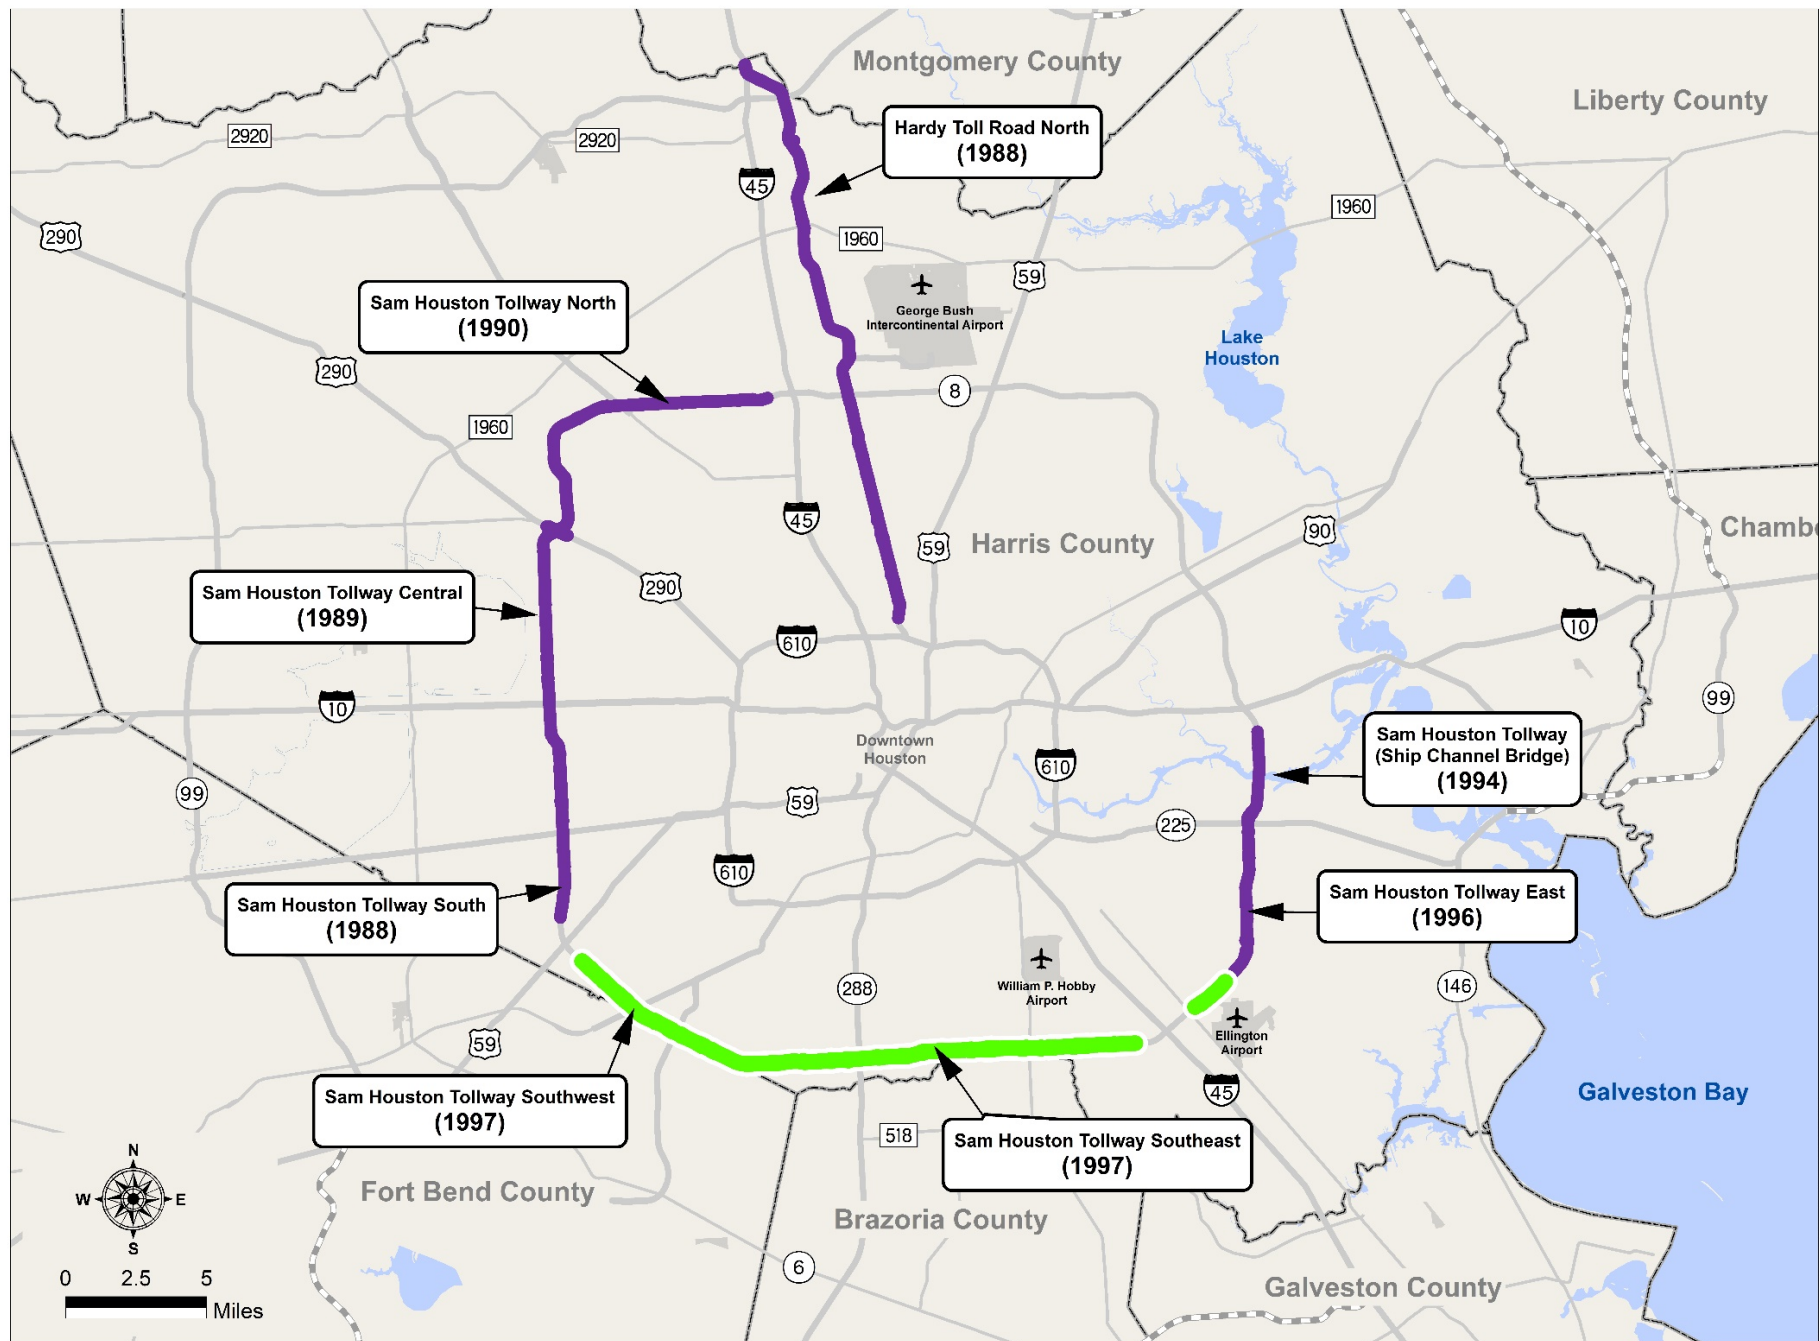 Montgomery County
Liberty County
Hardy Toll Road North
(1988)
2920
2920
45
1960
290
1960
59
George Bush
Intercontinental Airport
Sam Houston Tollway North
(1990)
Lake
Houston
290
8
1960
45
59
Harris County
90
Chambe
Sam Houston Tollway Central
(1989)
290
610
10
10
99
Downtown
Houston
Sam Houston Tollway
(Ship Channel Bridge)
(1994)
610
99
59
225
610
Sam Houston Tollway South
(1988)
Sam Houston Tollway East
(1996)
288
William P. Hobby
Airport
146
Ellington
Airport
59
45
Galveston Bay
Sam Houston Tollway Southwest
(1997)
518
Sam Houston Tollway Southeast
(1997)
N
W
E
S
Fort Bend County
Brazoria County
6
Galveston County
0 2.5 5
Miles